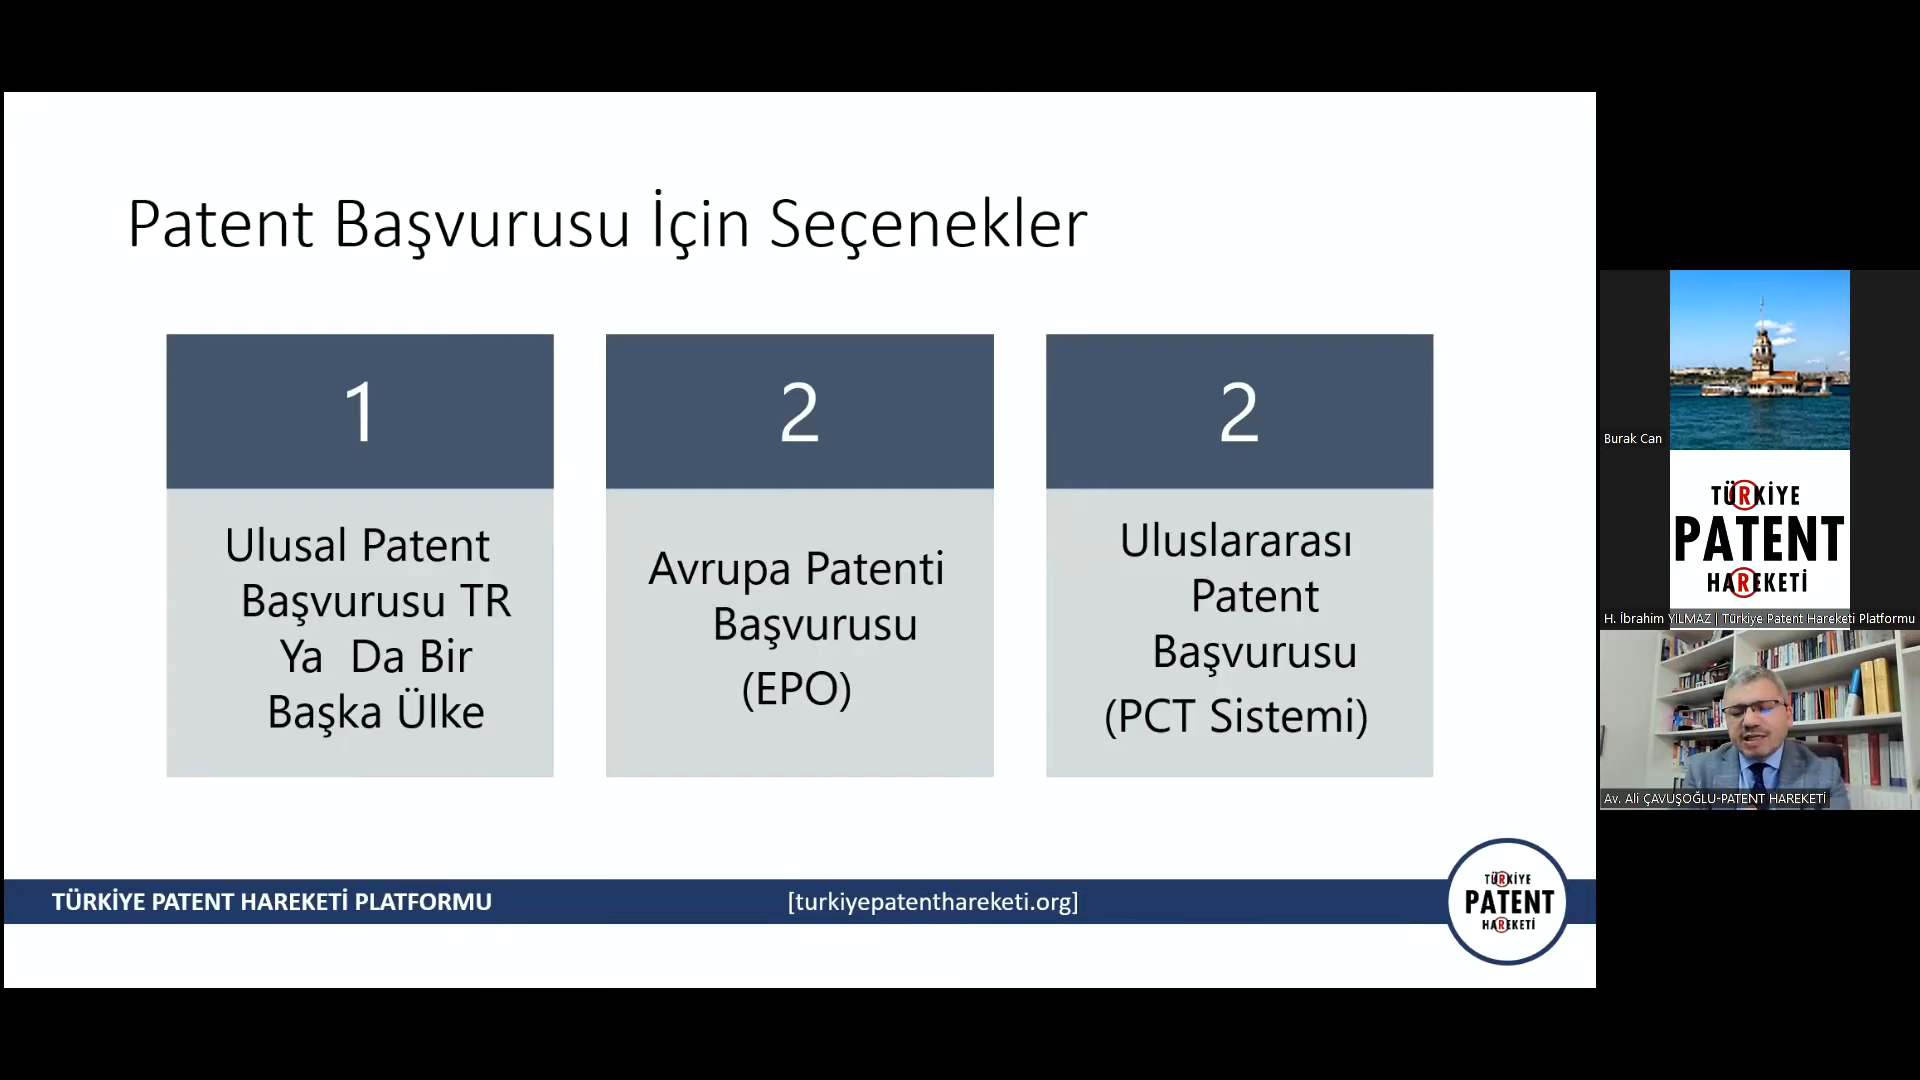 Patent Başvurusu İçin Seçenekler
1
Ulusal Patent
Başvurusu TR
Ya Da Bir
Başka Ülke
2
Avrupa Patenti
Başvurusu
(EPO)
2
Uluslararası
Patent
Başvurusu
(PCT Sistemi)
TÜRKİYE PATENT HAREKETİ PLATFORMU
[turkiyepatenthareketi.org]
TÜRKİYE
PATENT
HAREKETİ
Burak Can
TÜRKİYE
PATENT
HAREKETİ
H. İbrahim YILMAZ | Türkiye Patent Hareketi Platformu
Av. Ali ÇAVUŞOĞLU-PATENT HAREKETİ